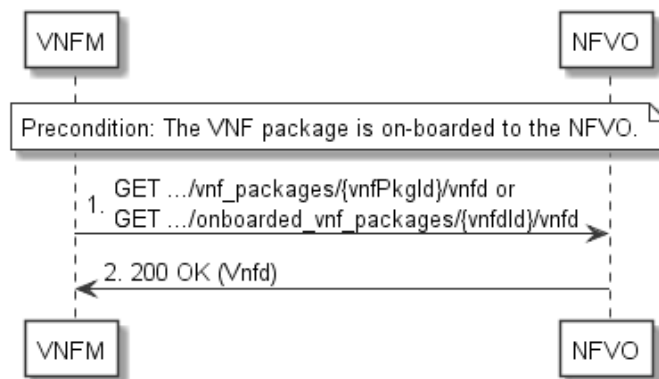 VNFM
NFVO
Precondition: The VNF package is on-boarded to the NFVO.
1. GET .../vnf_packages/{vnfPkgId}/vnfd or
GET .../onboarded_vnf_packages/{vnfdId}/vnfd
2. 200 OK (Vnfd)
VNFM
NFVO